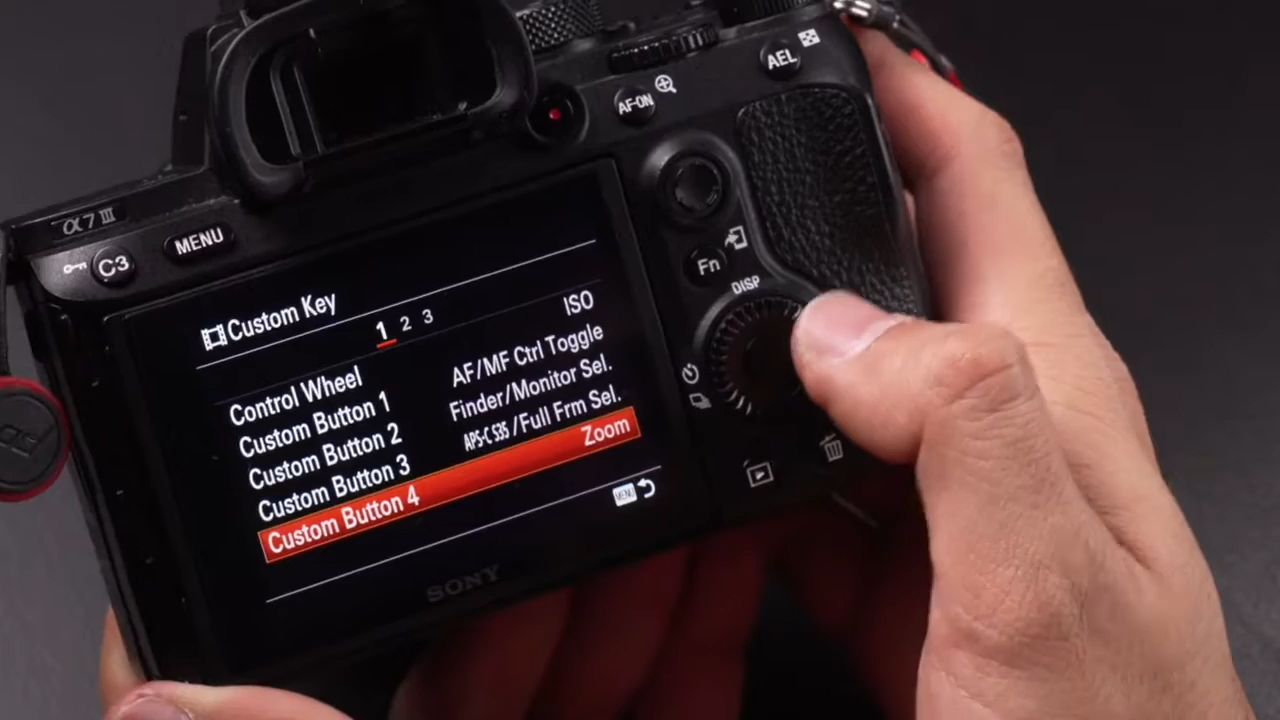 AEL
AF-ON
α7III
C3
MENU
Fn
DISP
Custom Key
1 2 3
Control Wheel ISO
Custom Button 1 AF/MF Ctrl Toggle
Custom Button 2 Finder/Monitor Sel.
Custom Button 3 APS-C S35 /Full Frm Sel.
Custom Button 4 Zoom
MENU
SONY